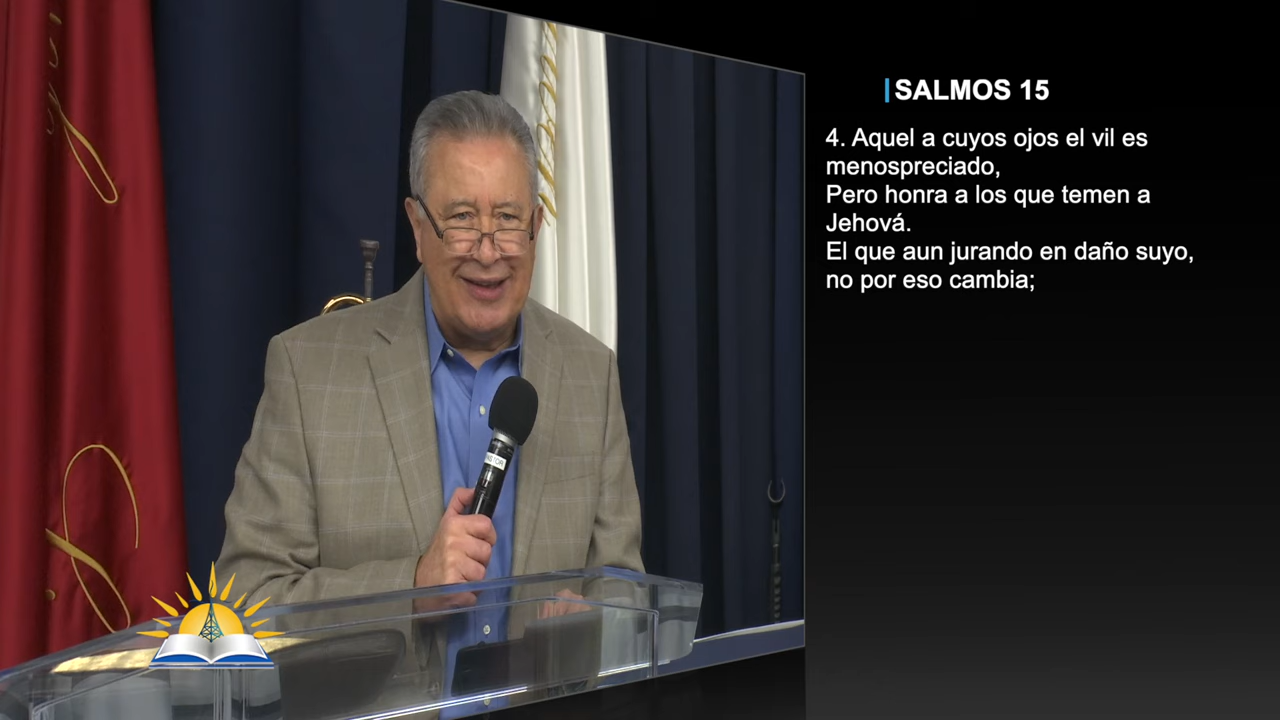 SALMOS 15
4. Aquel a cuyos ojos el vil es
menospreciado,
Pero honra a los que temen a
Jehová.
El que aun jurando en daño suyo,
no por eso cambia;